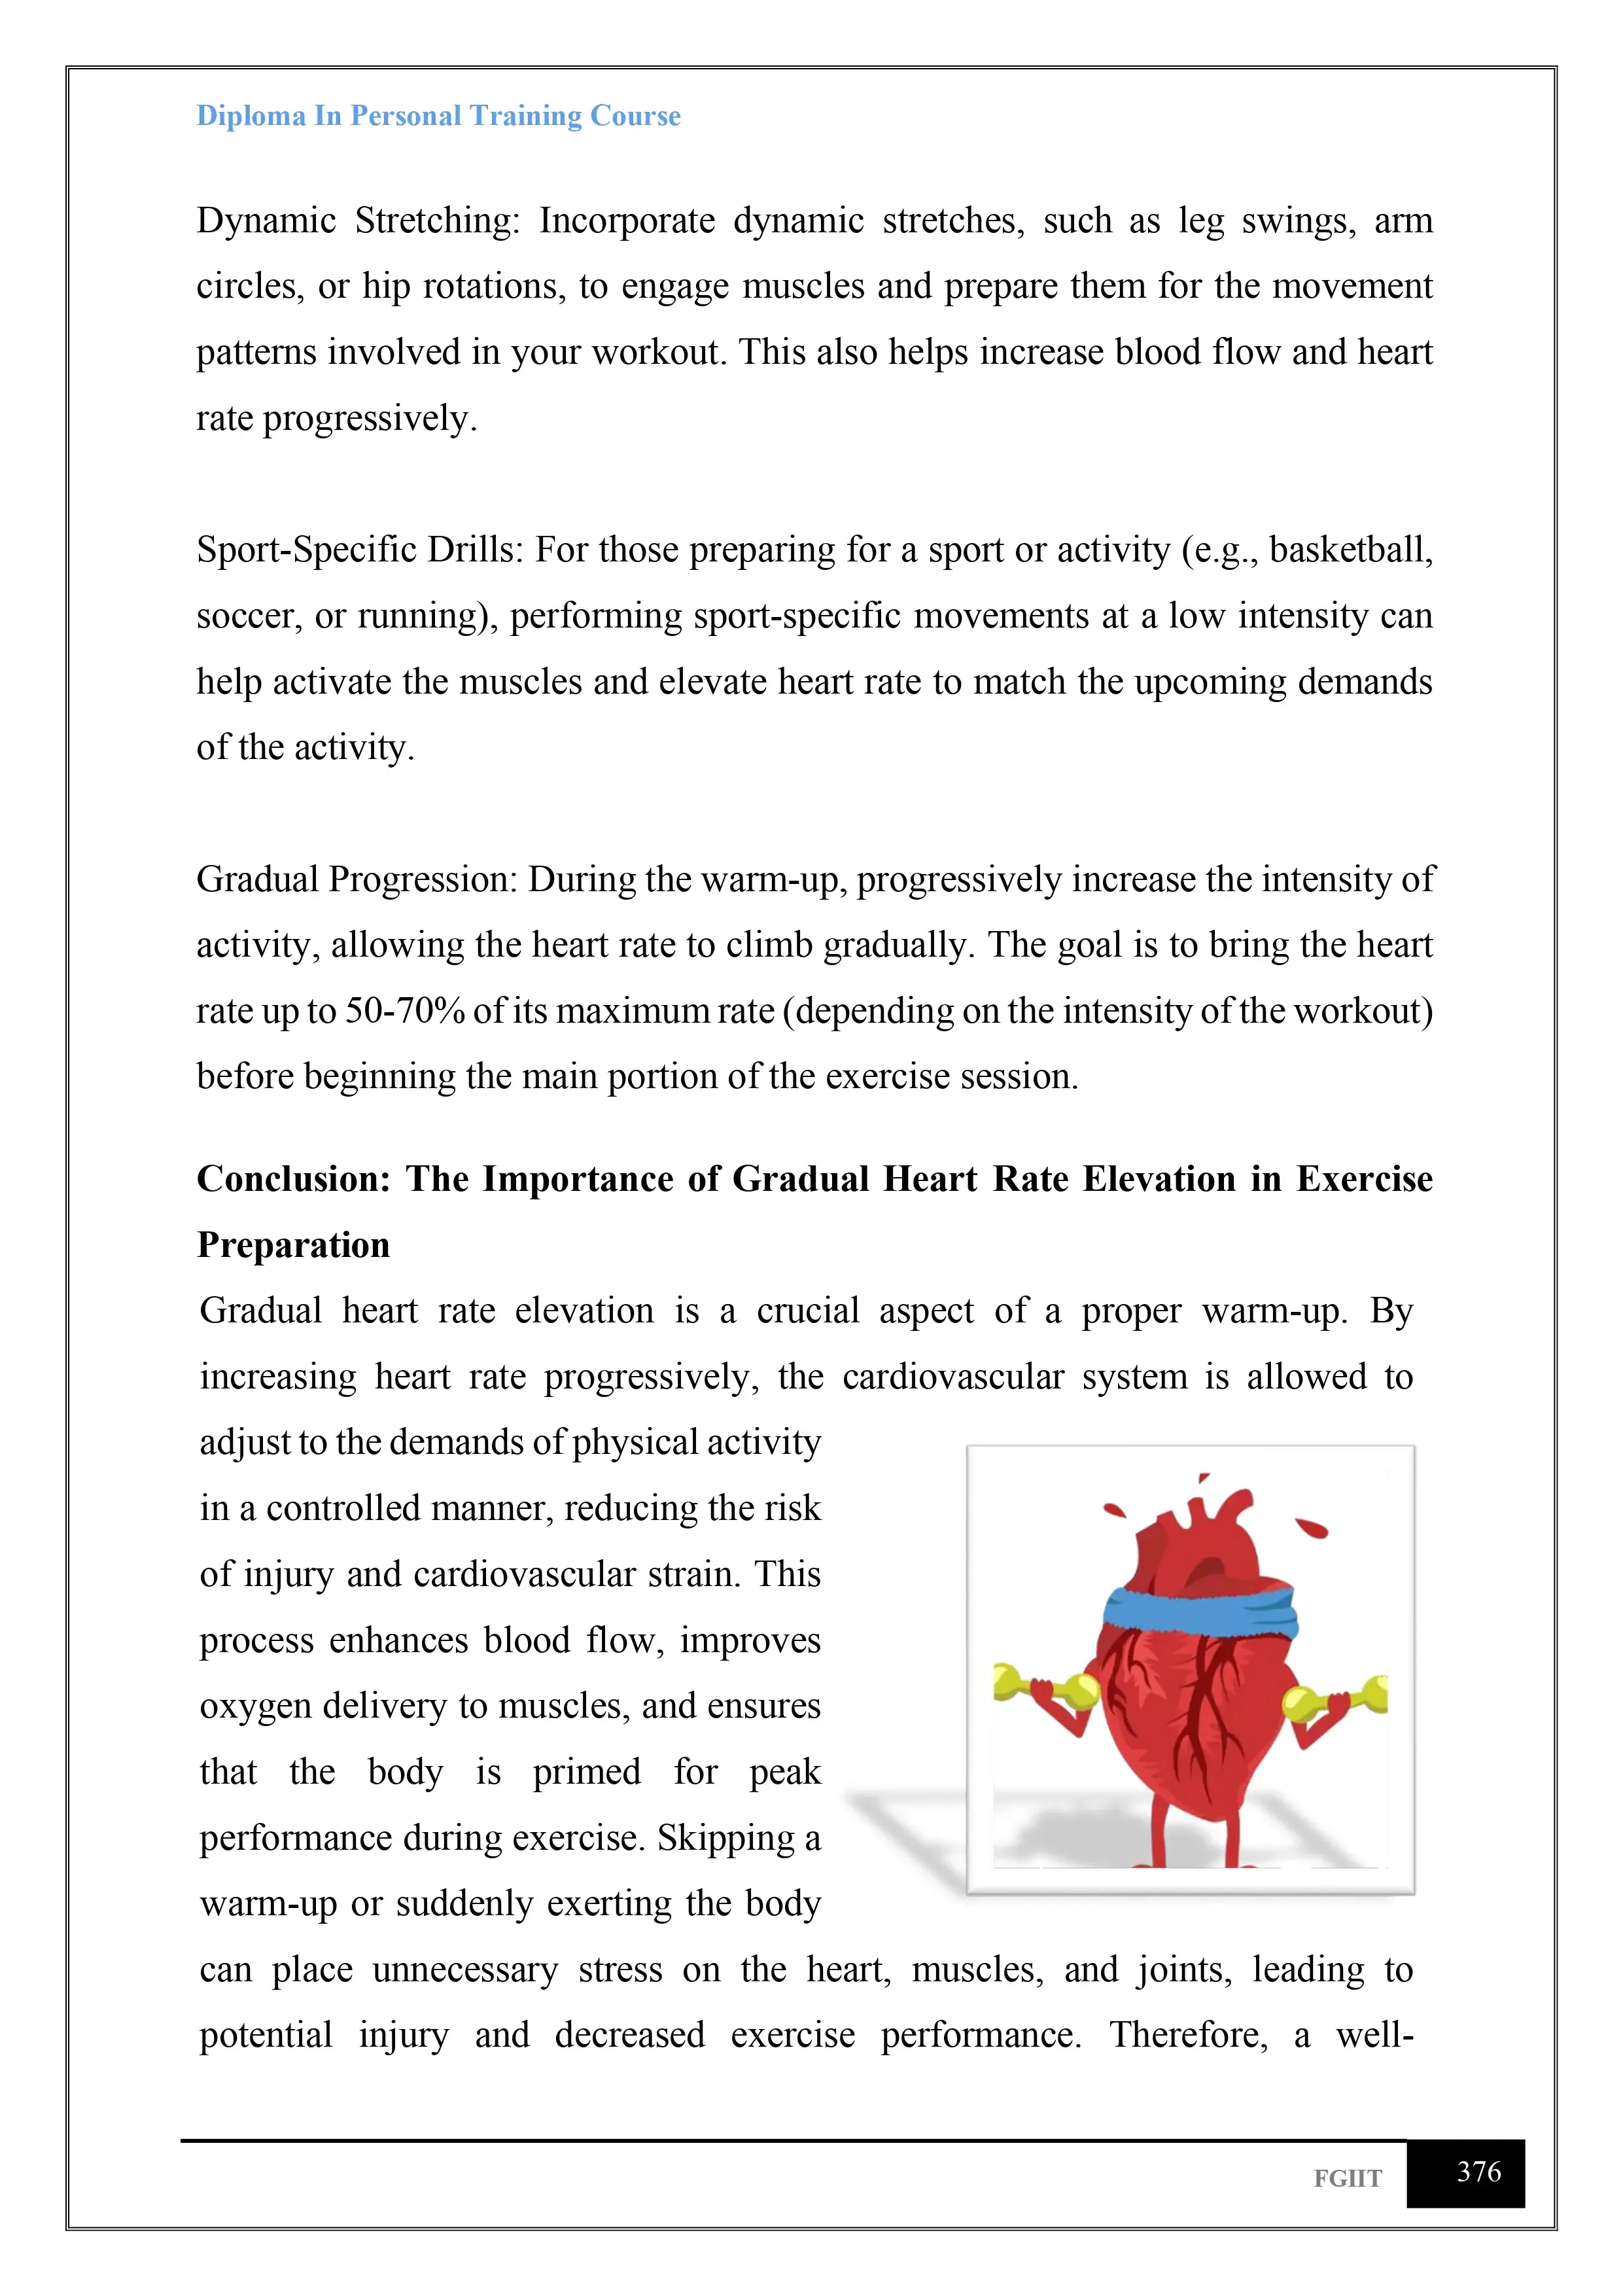 Diploma In Personal Training Course
Dynamic Stretching: Incorporate dynamic stretches, such as leg swings, arm
circles, or hip rotations, to engage muscles and prepare them for the movement
patterns involved in your workout. This also helps increase blood flow and heart
rate progressively.
Sport-Specific Drills: For those preparing for a sport or activity (e.g., basketball,
soccer, or running), performing sport-specific movements at a low intensity can
help activate the muscles and elevate heart rate to match the upcoming demands
of the activity.
Gradual Progression: During the warm-up, progressively increase the intensity of
activity, allowing the heart rate to climb gradually. The goal is to bring the heart
rate up to 50-70% of its maximum rate (depending on the intensity of the workout)
before beginning the main portion of the exercise session.
Conclusion: The Importance of Gradual Heart Rate Elevation in Exercise
Preparation
Gradual heart rate elevation is a crucial aspect of a proper warm-up. By
increasing heart rate progressively, the cardiovascular system is allowed to
adjust to the demands of physical activity
in a controlled manner, reducing the risk
of injury and cardiovascular strain. This
process enhances blood flow, improves
oxygen delivery to muscles, and ensures
that the body is primed for peak
performance during exercise. Skipping a
warm-up or suddenly exerting the body
can place unnecessary stress on the heart, muscles, and joints, leading to
potential injury and decreased exercise performance. Therefore, a well-
FGIIT
376